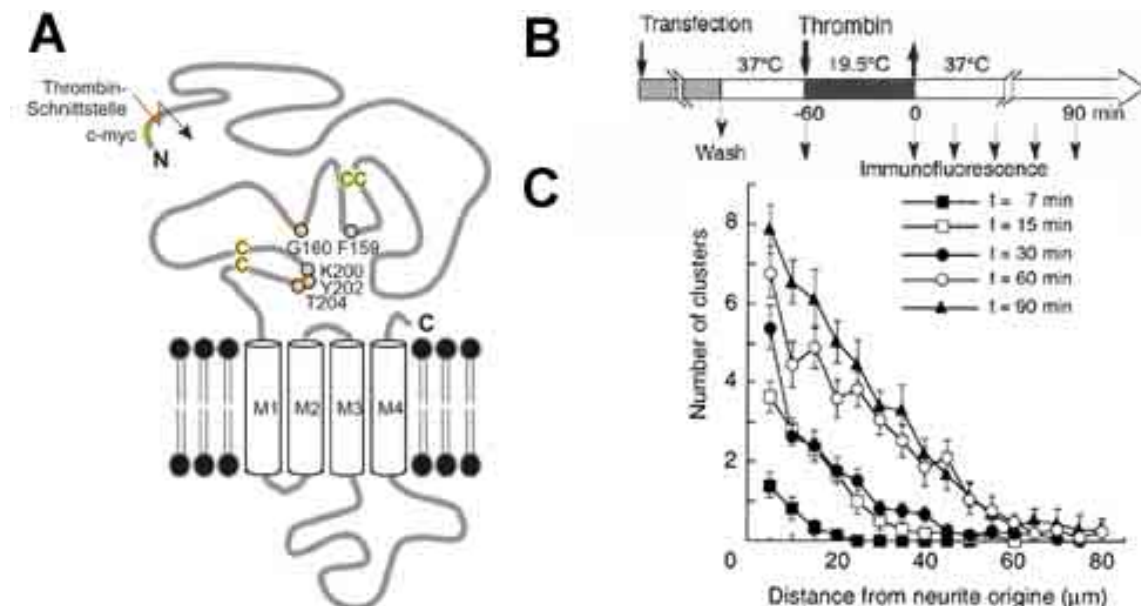 A
Thrombin-
Schnittstelle
c-myc
N
CC
G160 F159
C
C
K200
Y202
T204
C
M1 M2 M3 M4
B
Transfection Thrombin
37°C 19.5°C 37°C
-60 0 90 min
Wash
Immunofluorescence
C
t = 7 min
t = 15 min
t = 30 min
t = 60 min
t = 90 min
Number of clusters
8
6
4
2
0 20 40 60 80
Distance from neurite origine (µm)